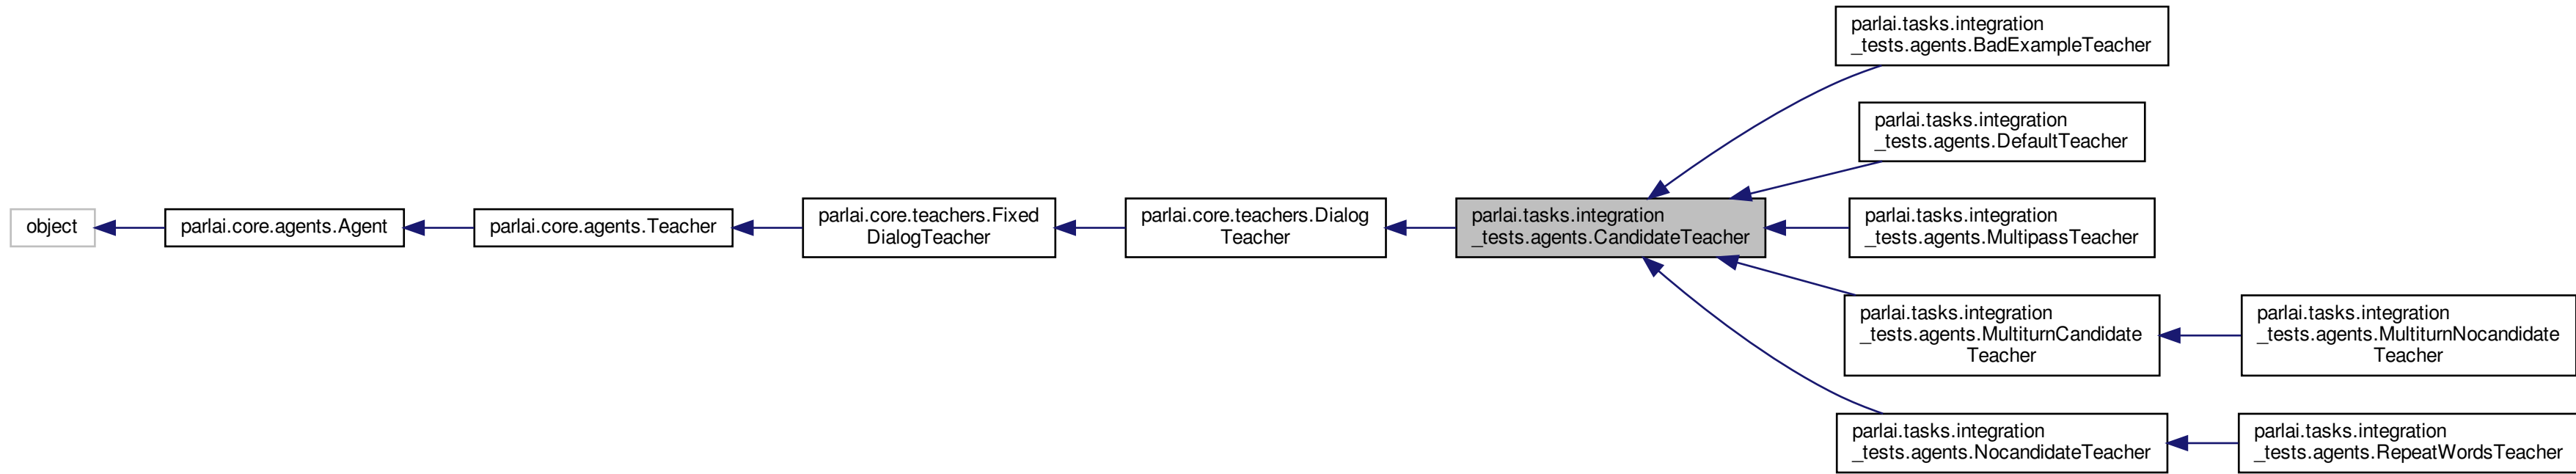 object
parlai.core.agents.Agent
parlai.core.agents.Teacher
parlai.core.teachers.Fixed
DialogTeacher
parlai.core.teachers.Dialog
Teacher
parlai.tasks.integration
_tests.agents.CandidateTeacher
parlai.tasks.integration
_tests.agents.BadExampleTeacher
parlai.tasks.integration
_tests.agents.DefaultTeacher
parlai.tasks.integration
_tests.agents.MultipassTeacher
parlai.tasks.integration
_tests.agents.MultiturnCandidate
Teacher
parlai.tasks.integration
_tests.agents.MultiturnNocandidate
Teacher
parlai.tasks.integration
_tests.agents.NocandidateTeacher
parlai.tasks.integration
_tests.agents.RepeatWordsTeacher